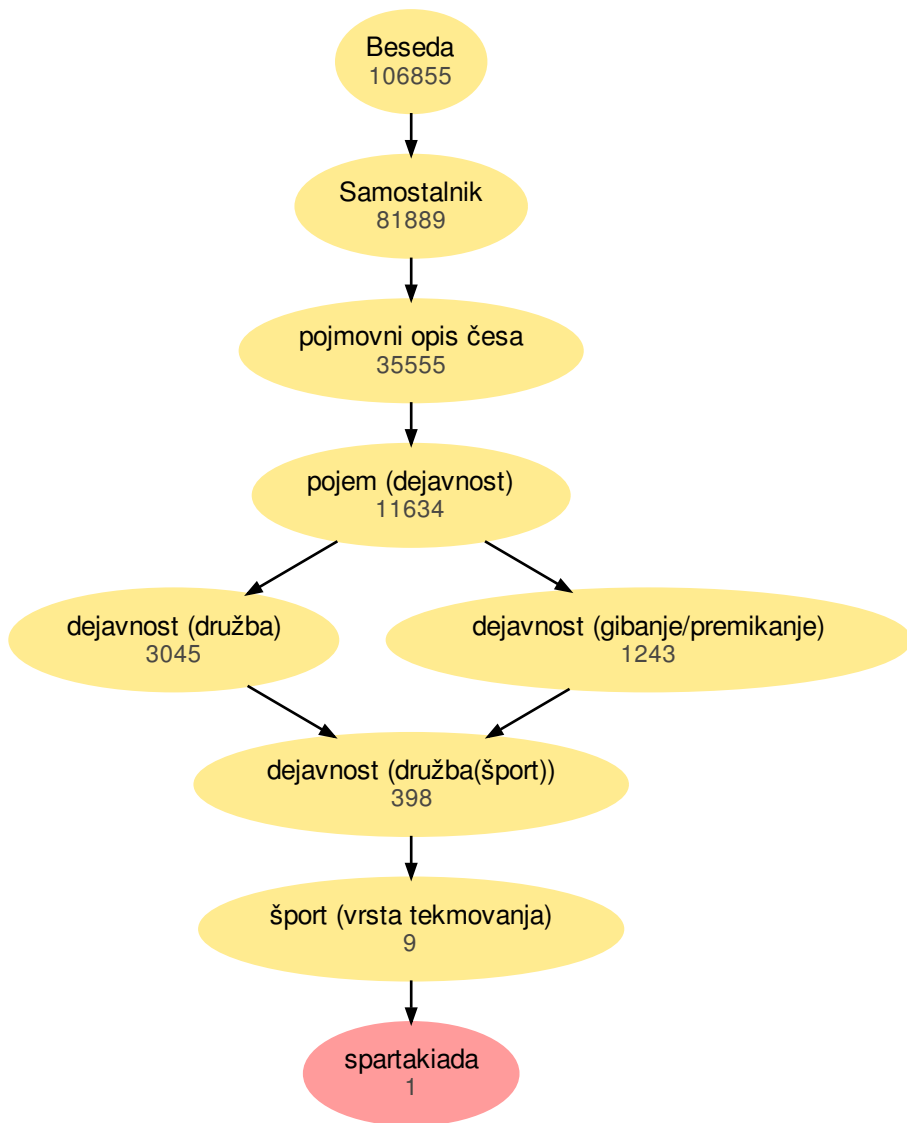 Beseda
106855
Samostalnik
81889
pojmovni opis česa
35555
pojem (dejavnost)
11634
dejavnost (družba)
3045
dejavnost (gibanje/premikanje)
1243
dejavnost (družba(šport))
398
šport (vrsta tekmovanja)
9
spartakiada
1